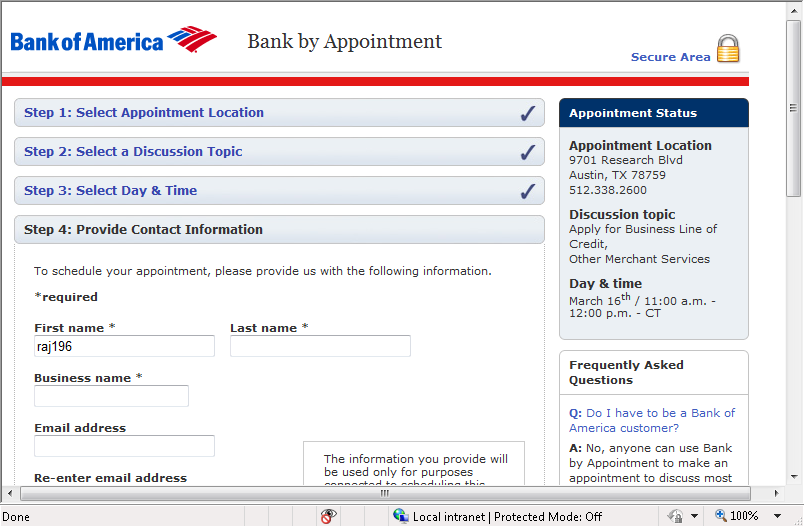 Bank of America
Bank by Appointment
Secure Area
Step 1: Select Appointment Location
Step 2: Select a Discussion Topic
Step 3: Select Day & Time
Step 4: Provide Contact Information
To schedule your appointment, please provide us with the following information.
*required
First name * Last name *
raj196
Business name *
Email address
Re-enter email address
The information you provide will
be used only for purposes
connected to scheduling this
Appointment Status
Appointment Location
9701 Research Blvd
Austin, TX 78759
512.338.2600
Discussion topic
Apply for Business Line of
Credit,
Other Merchant Services
Day & time
March 16th / 11:00 a.m. -
12:00 p.m. - CT
Frequently Asked
Questions
Q: Do I have to be a Bank of
America customer?
A: No, anyone can use Bank
by Appointment to make an
appointment to discuss most
Done
Local intranet | Protected Mode: Off
100%